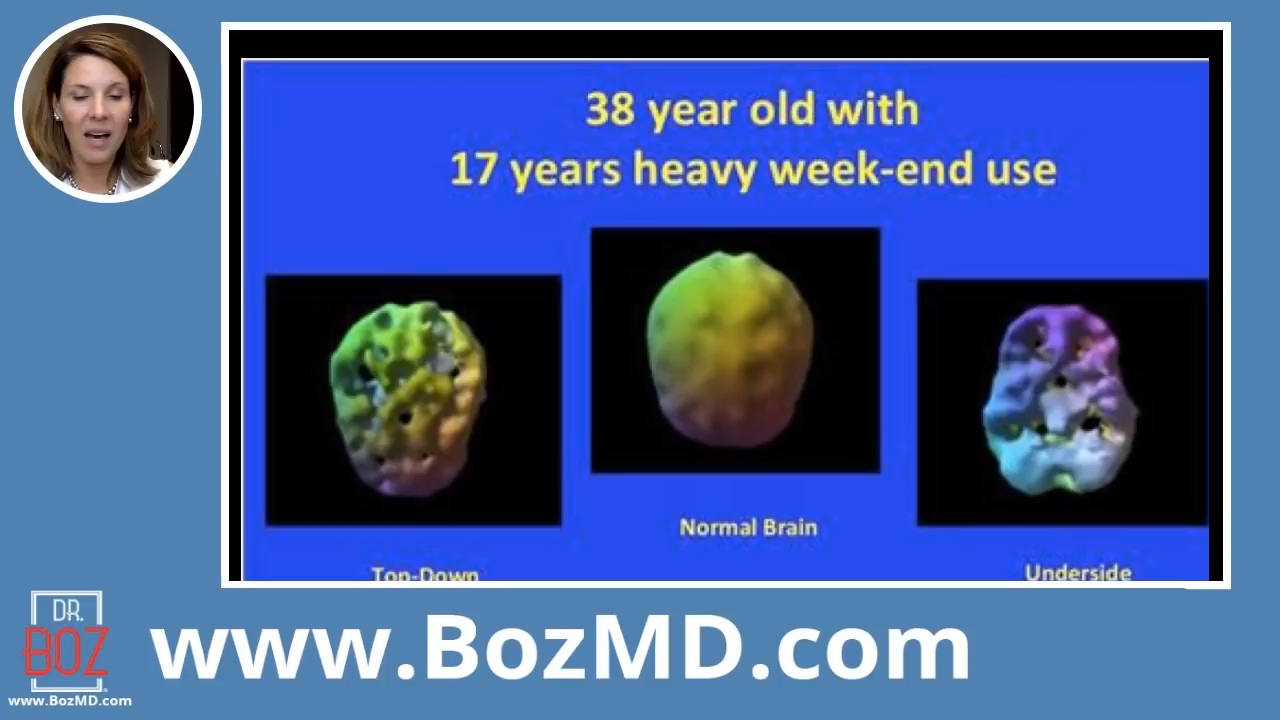 38 year old with
17 years heavy week-end use
Normal Brain
Top-Down
Underside
DR.
BOZ
www.BozMD.com
www.BozMD.com